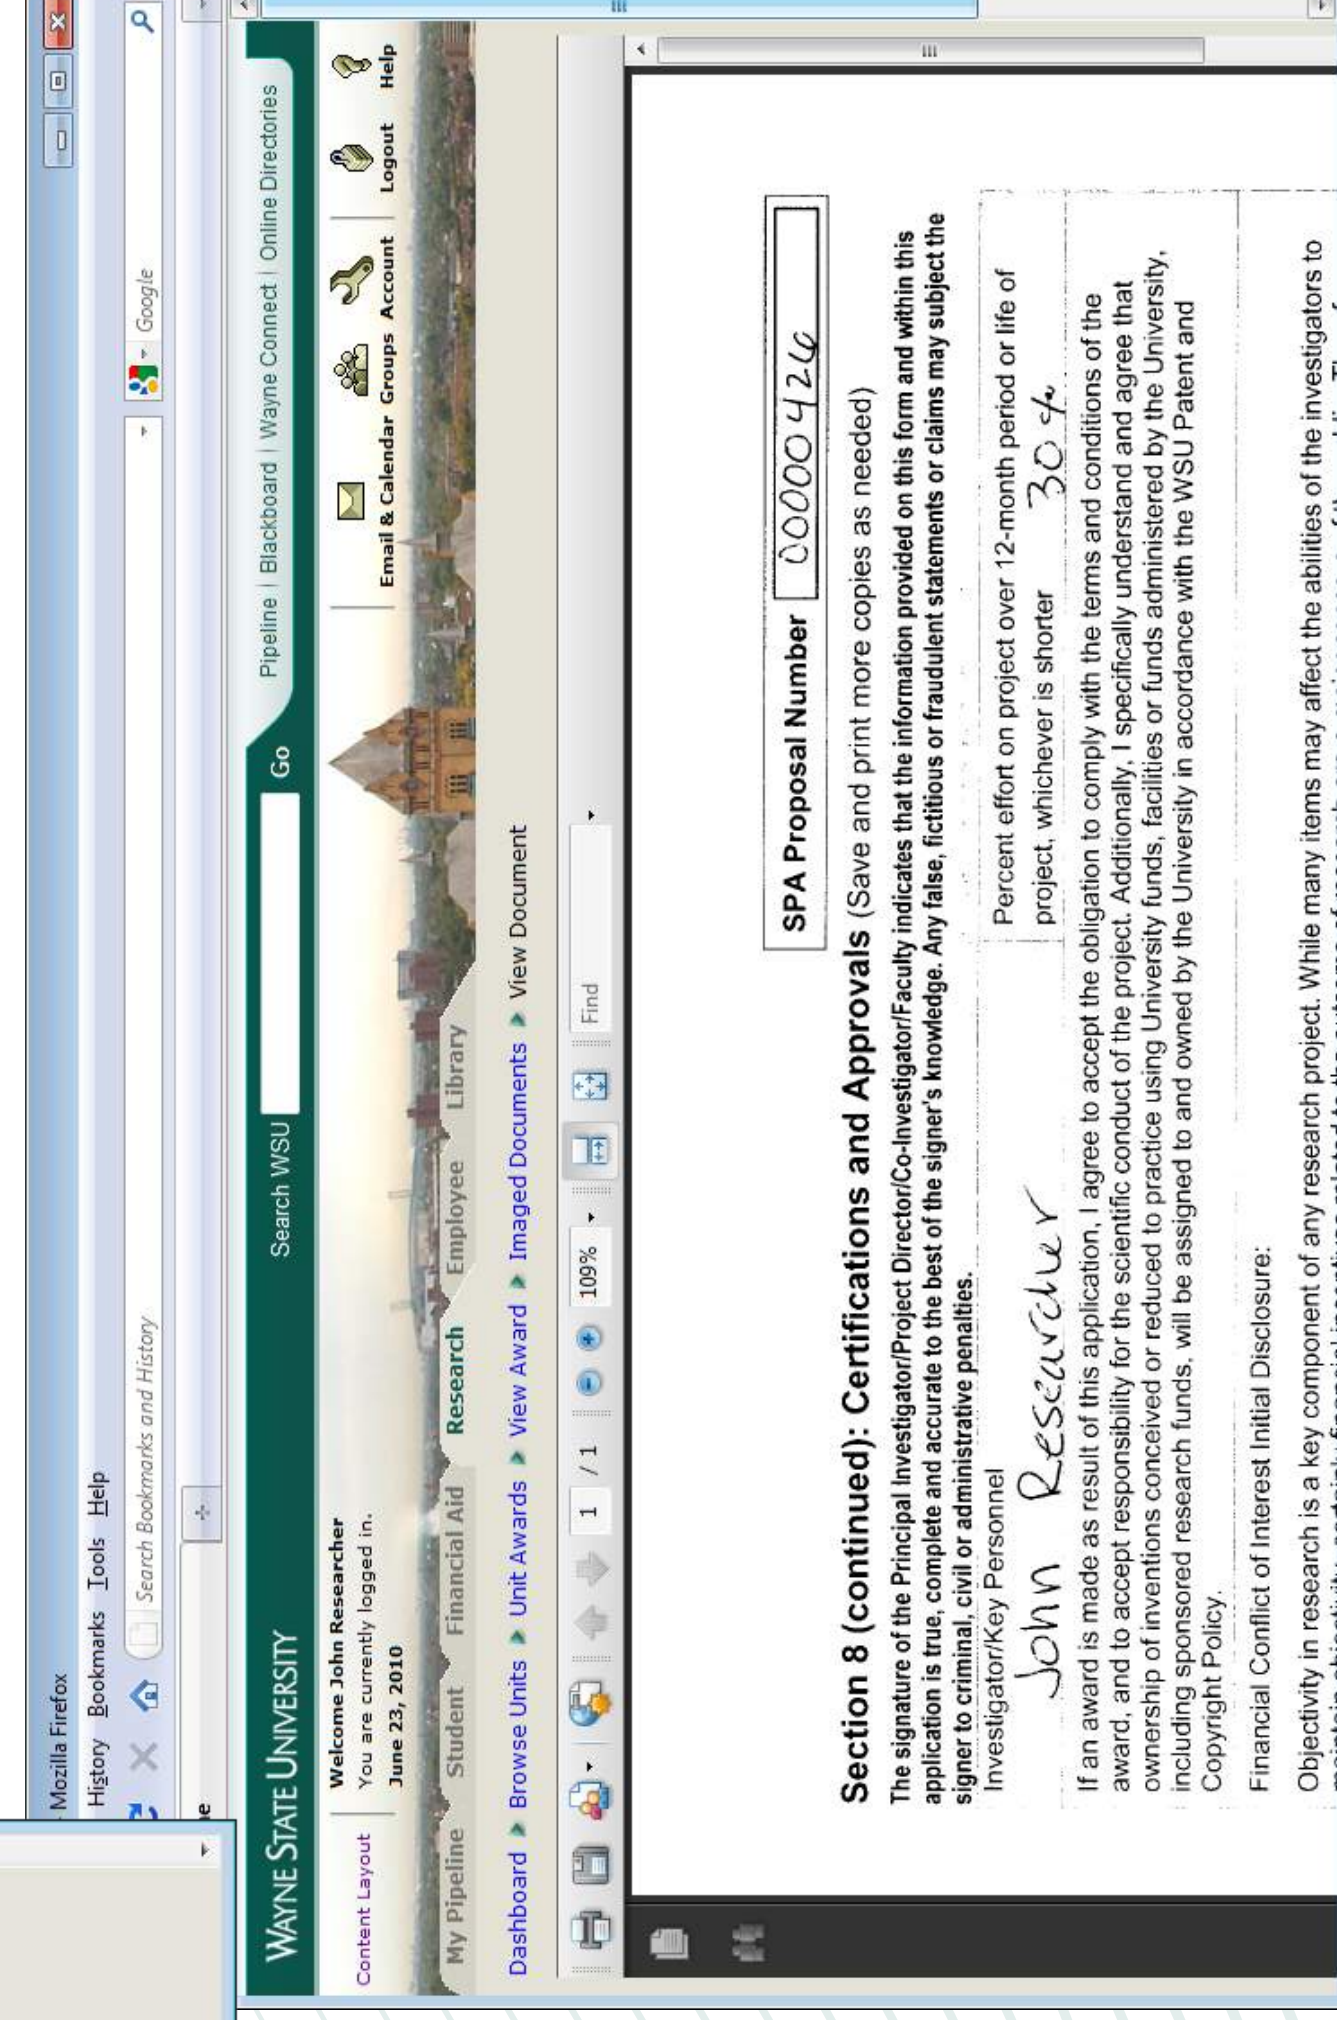 Mozilla Firefox
History Bookmarks Tools Help
Search Bookmarks and History
Google
WAYNE STATE UNIVERSITY
Search WSU
Go
Pipeline | Blackboard | Wayne Connect | Online Directories
Content Layout
Welcome John Researcher
You are currently logged in.
June 23, 2010
Email & Calendar Groups Account
Logout Help
My Pipeline Student Financial Aid Research Employee Library
Dashboard Browse Units Unit Awards View Award Imaged Documents View Document
1 / 1
109%
Find
SPA Proposal Number 00000426
Section 8 (continued): Certifications and Approvals (Save and print more copies as needed)
The signature of the Principal Investigator/Project Director/Co-Investigator/Faculty indicates that the information provided on this form and within this
application is true, complete and accurate to the best of the signer's knowledge. Any false, fictitious or fraudulent statements or claims may subject the
signer to criminal, civil or administrative penalties.
Investigator/Key Personnel
John Researcher
Percent effort on project over 12-month period or life of
project, whichever is shorter 30 %
If an award is made as result of this application, I agree to accept the obligation to comply with the terms and conditions of the
award, and to accept responsibility for the scientific conduct of the project. Additionally, I specifically understand and agree that
ownership of inventions conceived or reduced to practice using University funds, facilities or funds administered by the University,
including sponsored research funds, will be assigned to and owned by the University in accordance with the WSU Patent and
Copyright Policy.
Financial Conflict of Interest Initial Disclosure:
Objectivity in research is a key component of any research project. While many items may affect the abilities of the investigators to